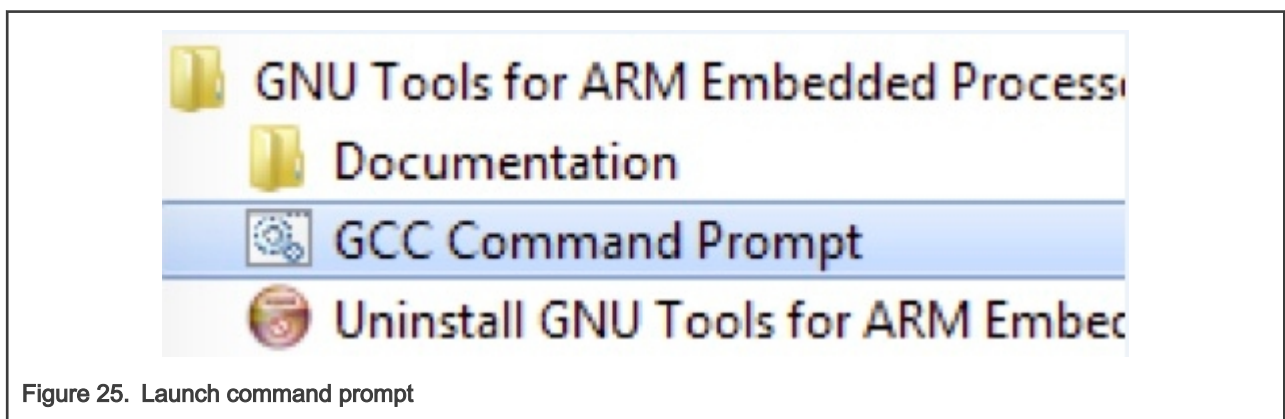 GNU Tools for ARM Embedded Process
Documentation
GCC Command Prompt
Uninstall GNU Tools for ARM Embed
Figure 25. Launch command prompt